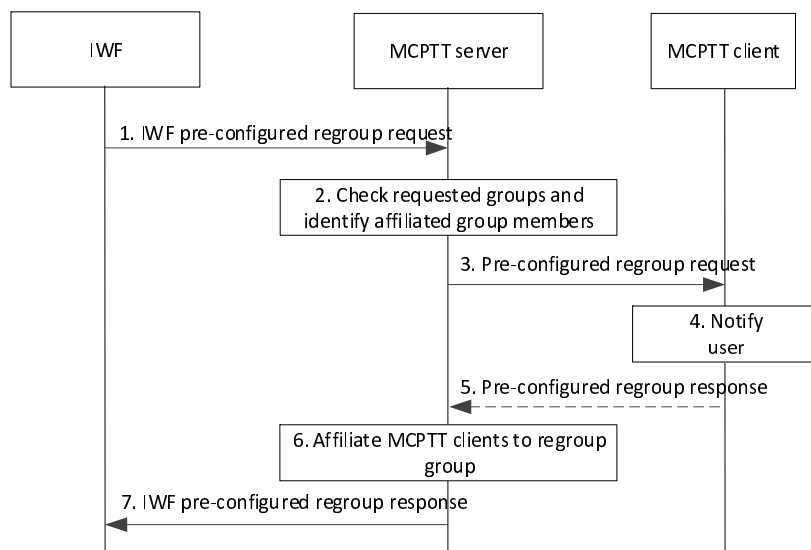 IWF
MCPTT server
MCPTT client
1. IWF pre-configured regroup request
2. Check requested groups and
identify affiliated group members
3. Pre-configured regroup request
4. Notify
user
5. Pre-configured regroup response
6. Affiliate MCPTT clients to regroup
group
7. IWF pre-configured regroup response